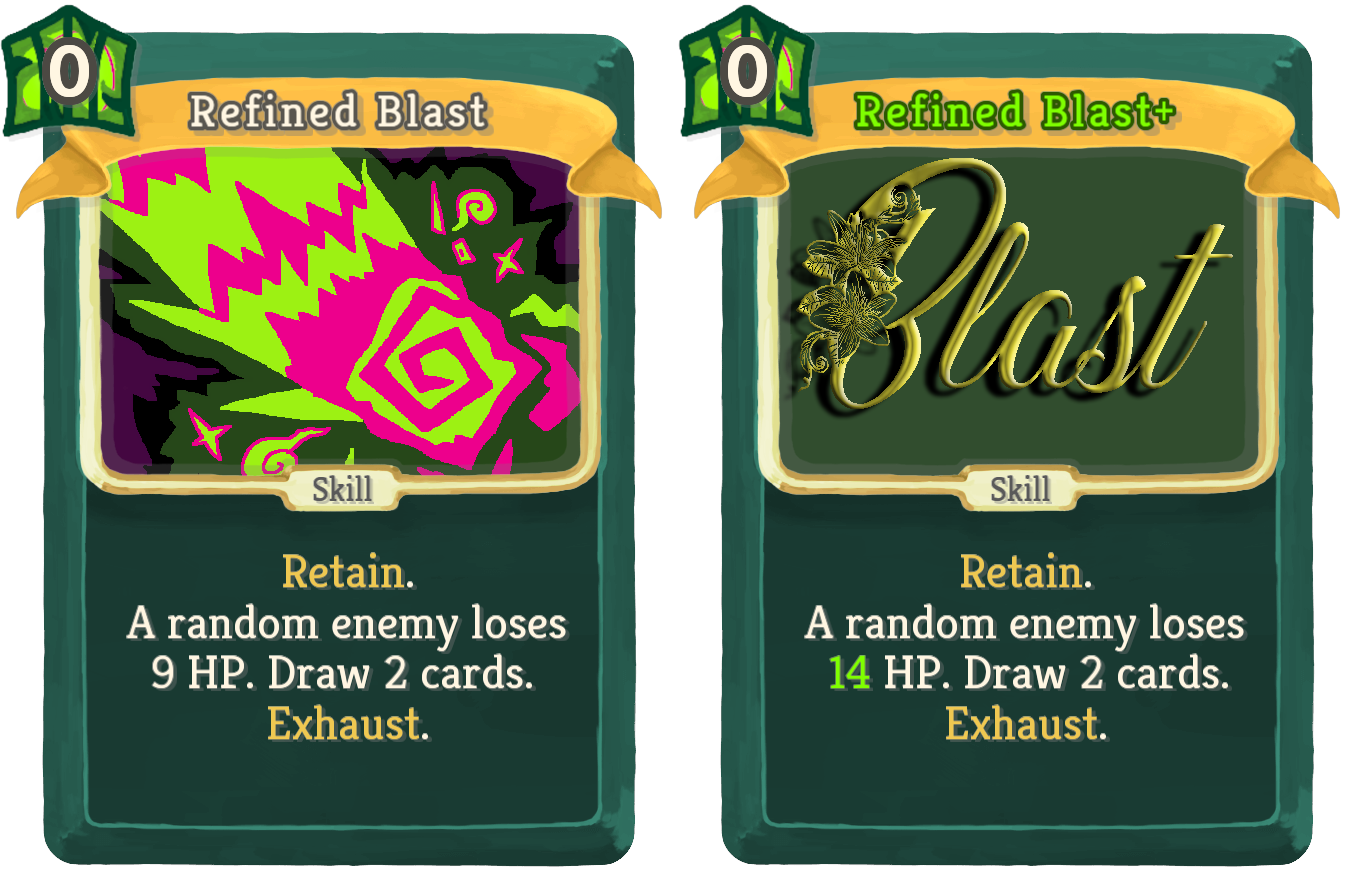 0
Refined Blast
Skill
Retain.
A random enemy loses
9 HP. Draw 2 cards.
Exhaust.
0
Refined Blast+
Blast
Skill
Retain.
A random enemy loses
14 HP. Draw 2 cards.
Exhaust.